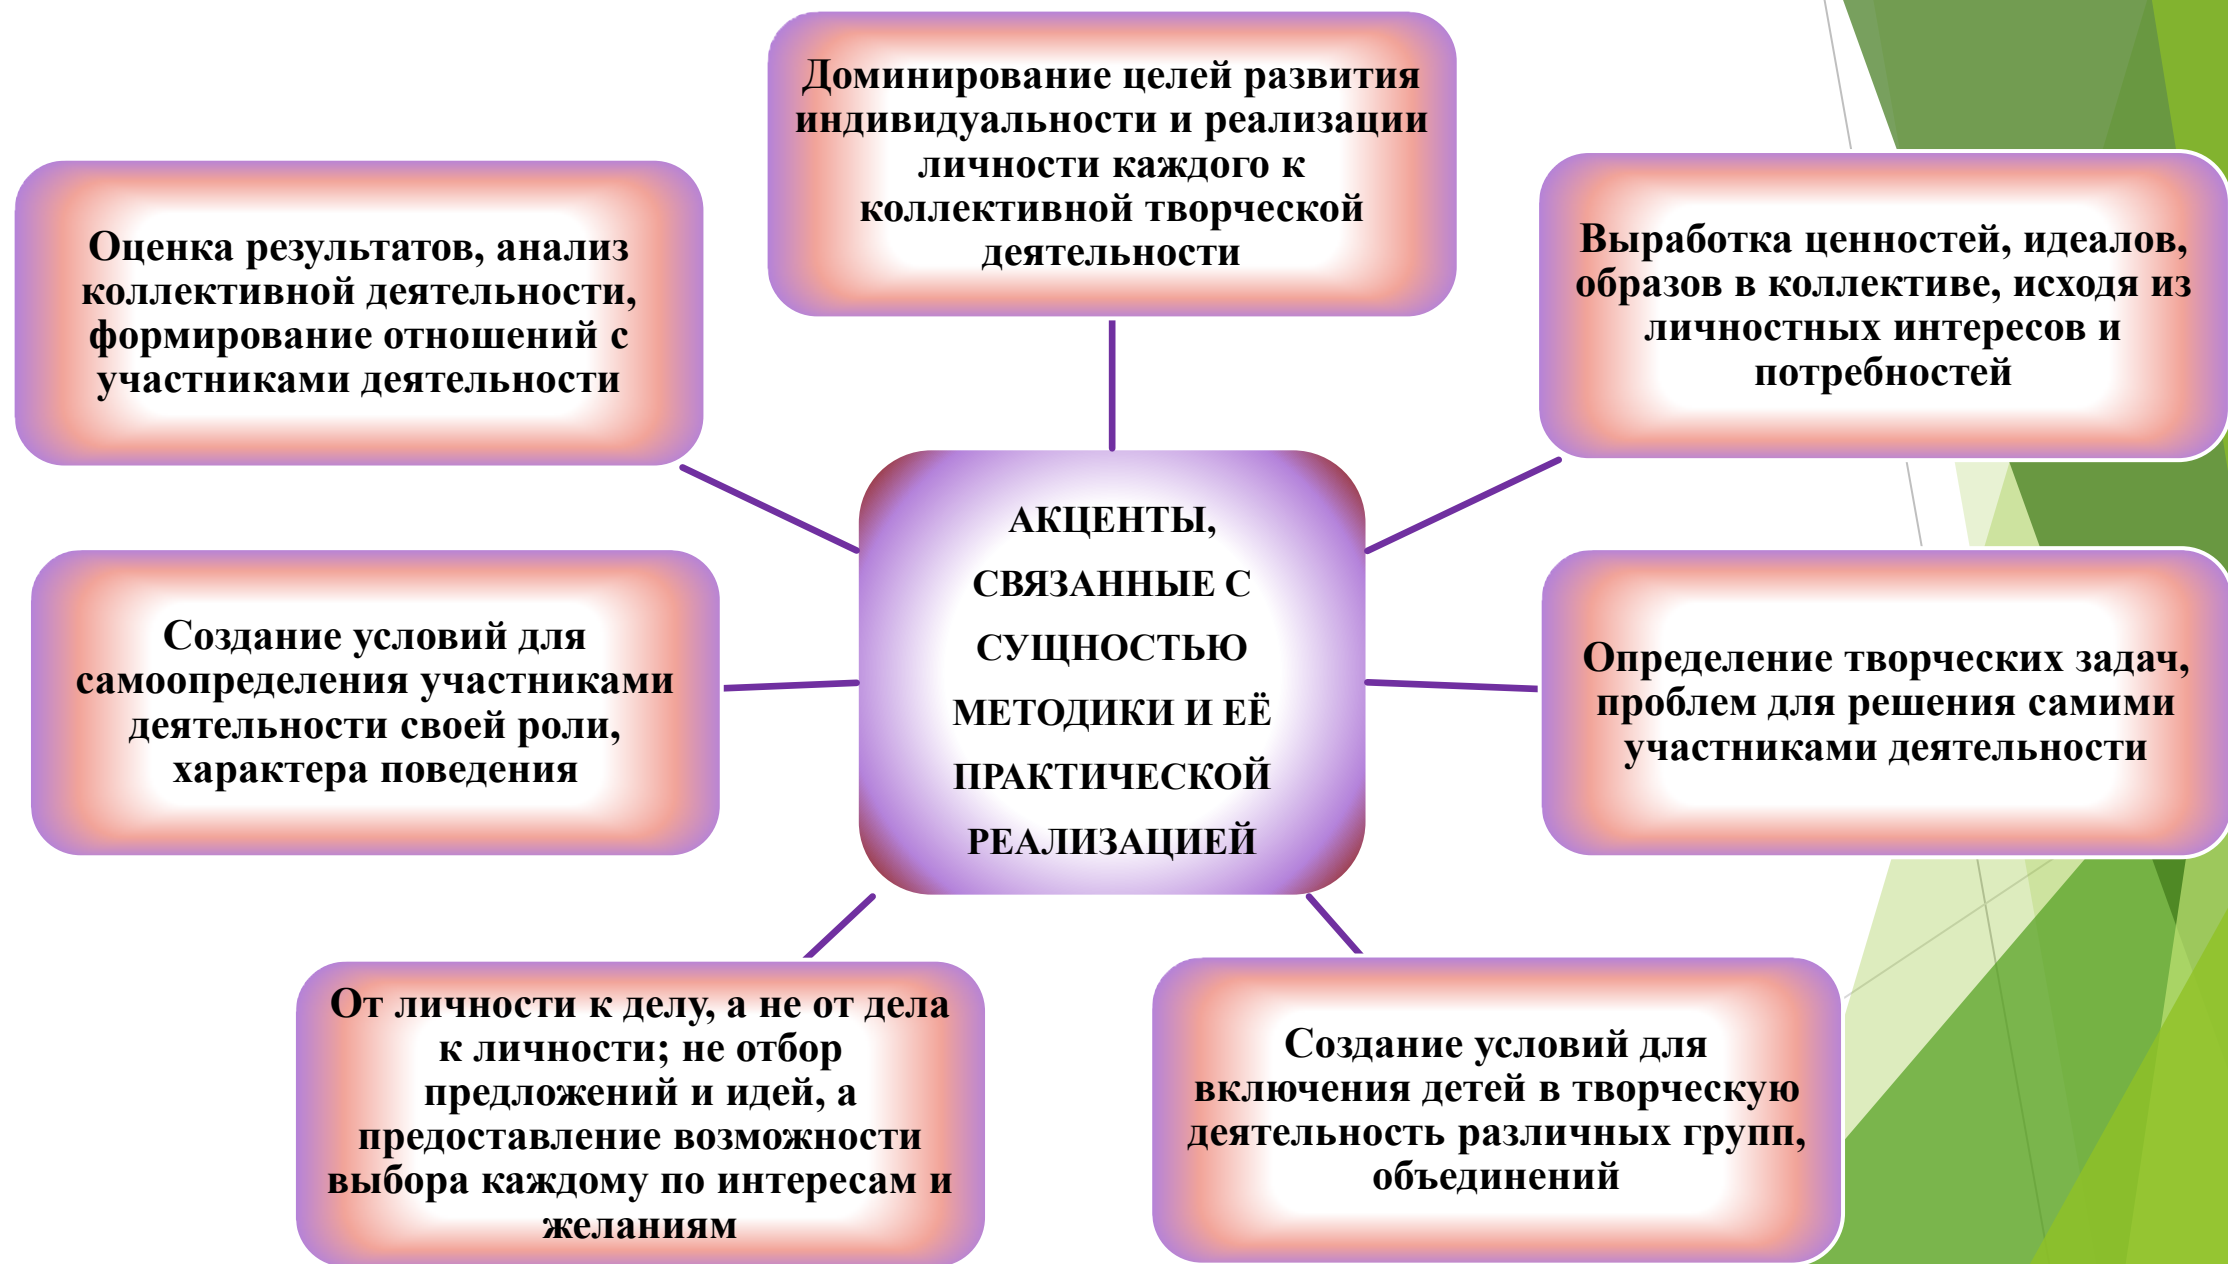 Доминирование целей развития
индивидуальности и реализации
личности каждого к
коллективной творческой
деятельности
Оценка результатов, анализ
коллективной деятельности,
формирование отношений с
участниками деятельности
Выработка ценностей, идеалов,
образов в коллективе, исходя из
личностных интересов и
потребностей
АКЦЕНТЫ,
СВЯЗАННЫЕ С
СУЩНОСТЬЮ
МЕТОДИКИ И ЕЁ
ПРАКТИЧЕСКОЙ
РЕАЛИЗАЦИЕЙ
Создание условий для
самоопределения участниками
деятельности своей роли,
характера поведения
Определение творческих задач,
проблем для решения самими
участниками деятельности
От личности к делу, а не от дела
к личности; не отбор
предложений и идей, а
предоставление возможности
выбора каждому по интересам и
желаниям
Создание условий для
включения детей в творческую
деятельность различных групп,
объединений